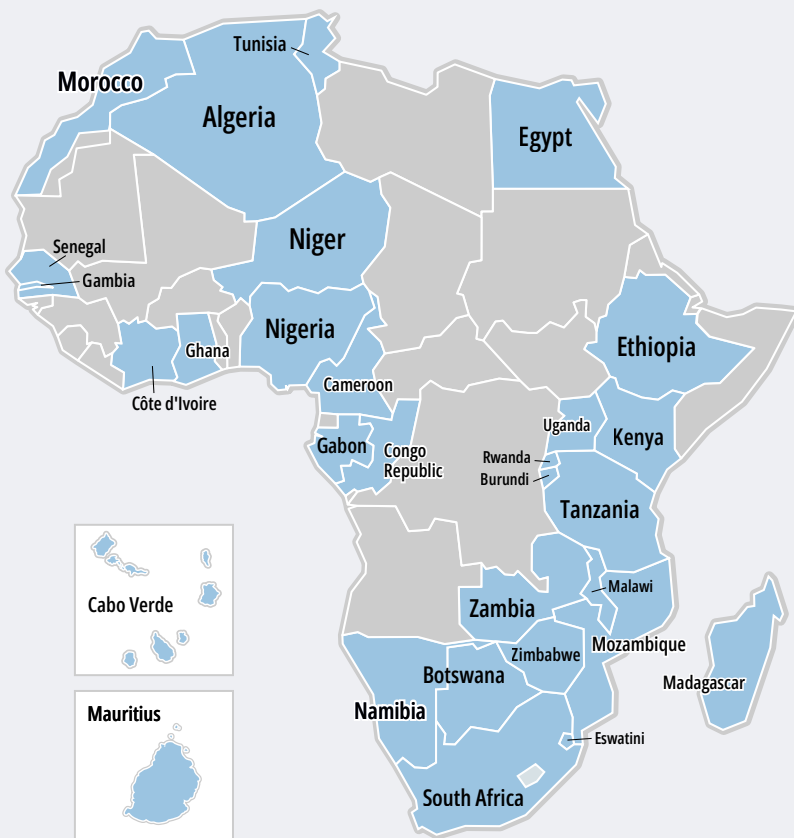 Tunisia
Morocco
Algeria
Egypt
Niger
Senegal
Gambia
Nigeria
Ghana
Ethiopia
Cameroon
Côte d'Ivoire
Uganda
Kenya
Gabon
Congo
Republic
Rwanda
Burundi
Tanzania
Malawi
Cabo Verde
Zambia
Mozambique
Zimbabwe
Botswana
Madagascar
Namibia
Mauritius
Eswatini
South Africa